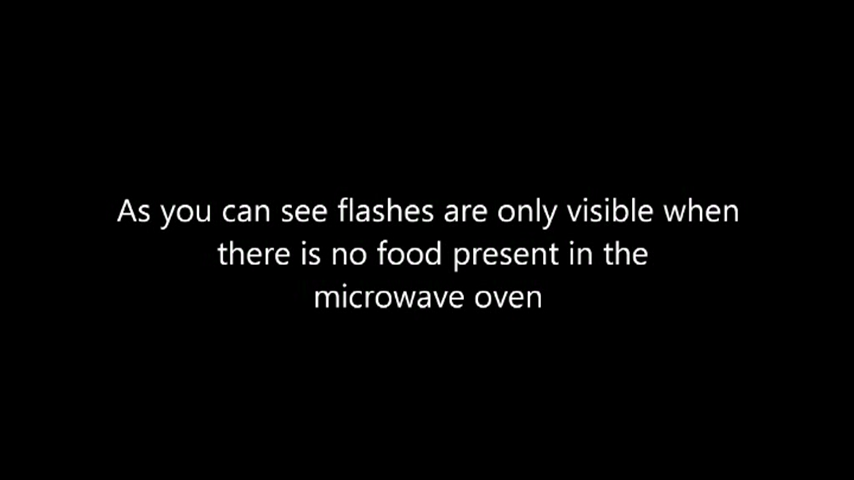 As you can see flashes are only visible when
there is no food present in the
microwave oven